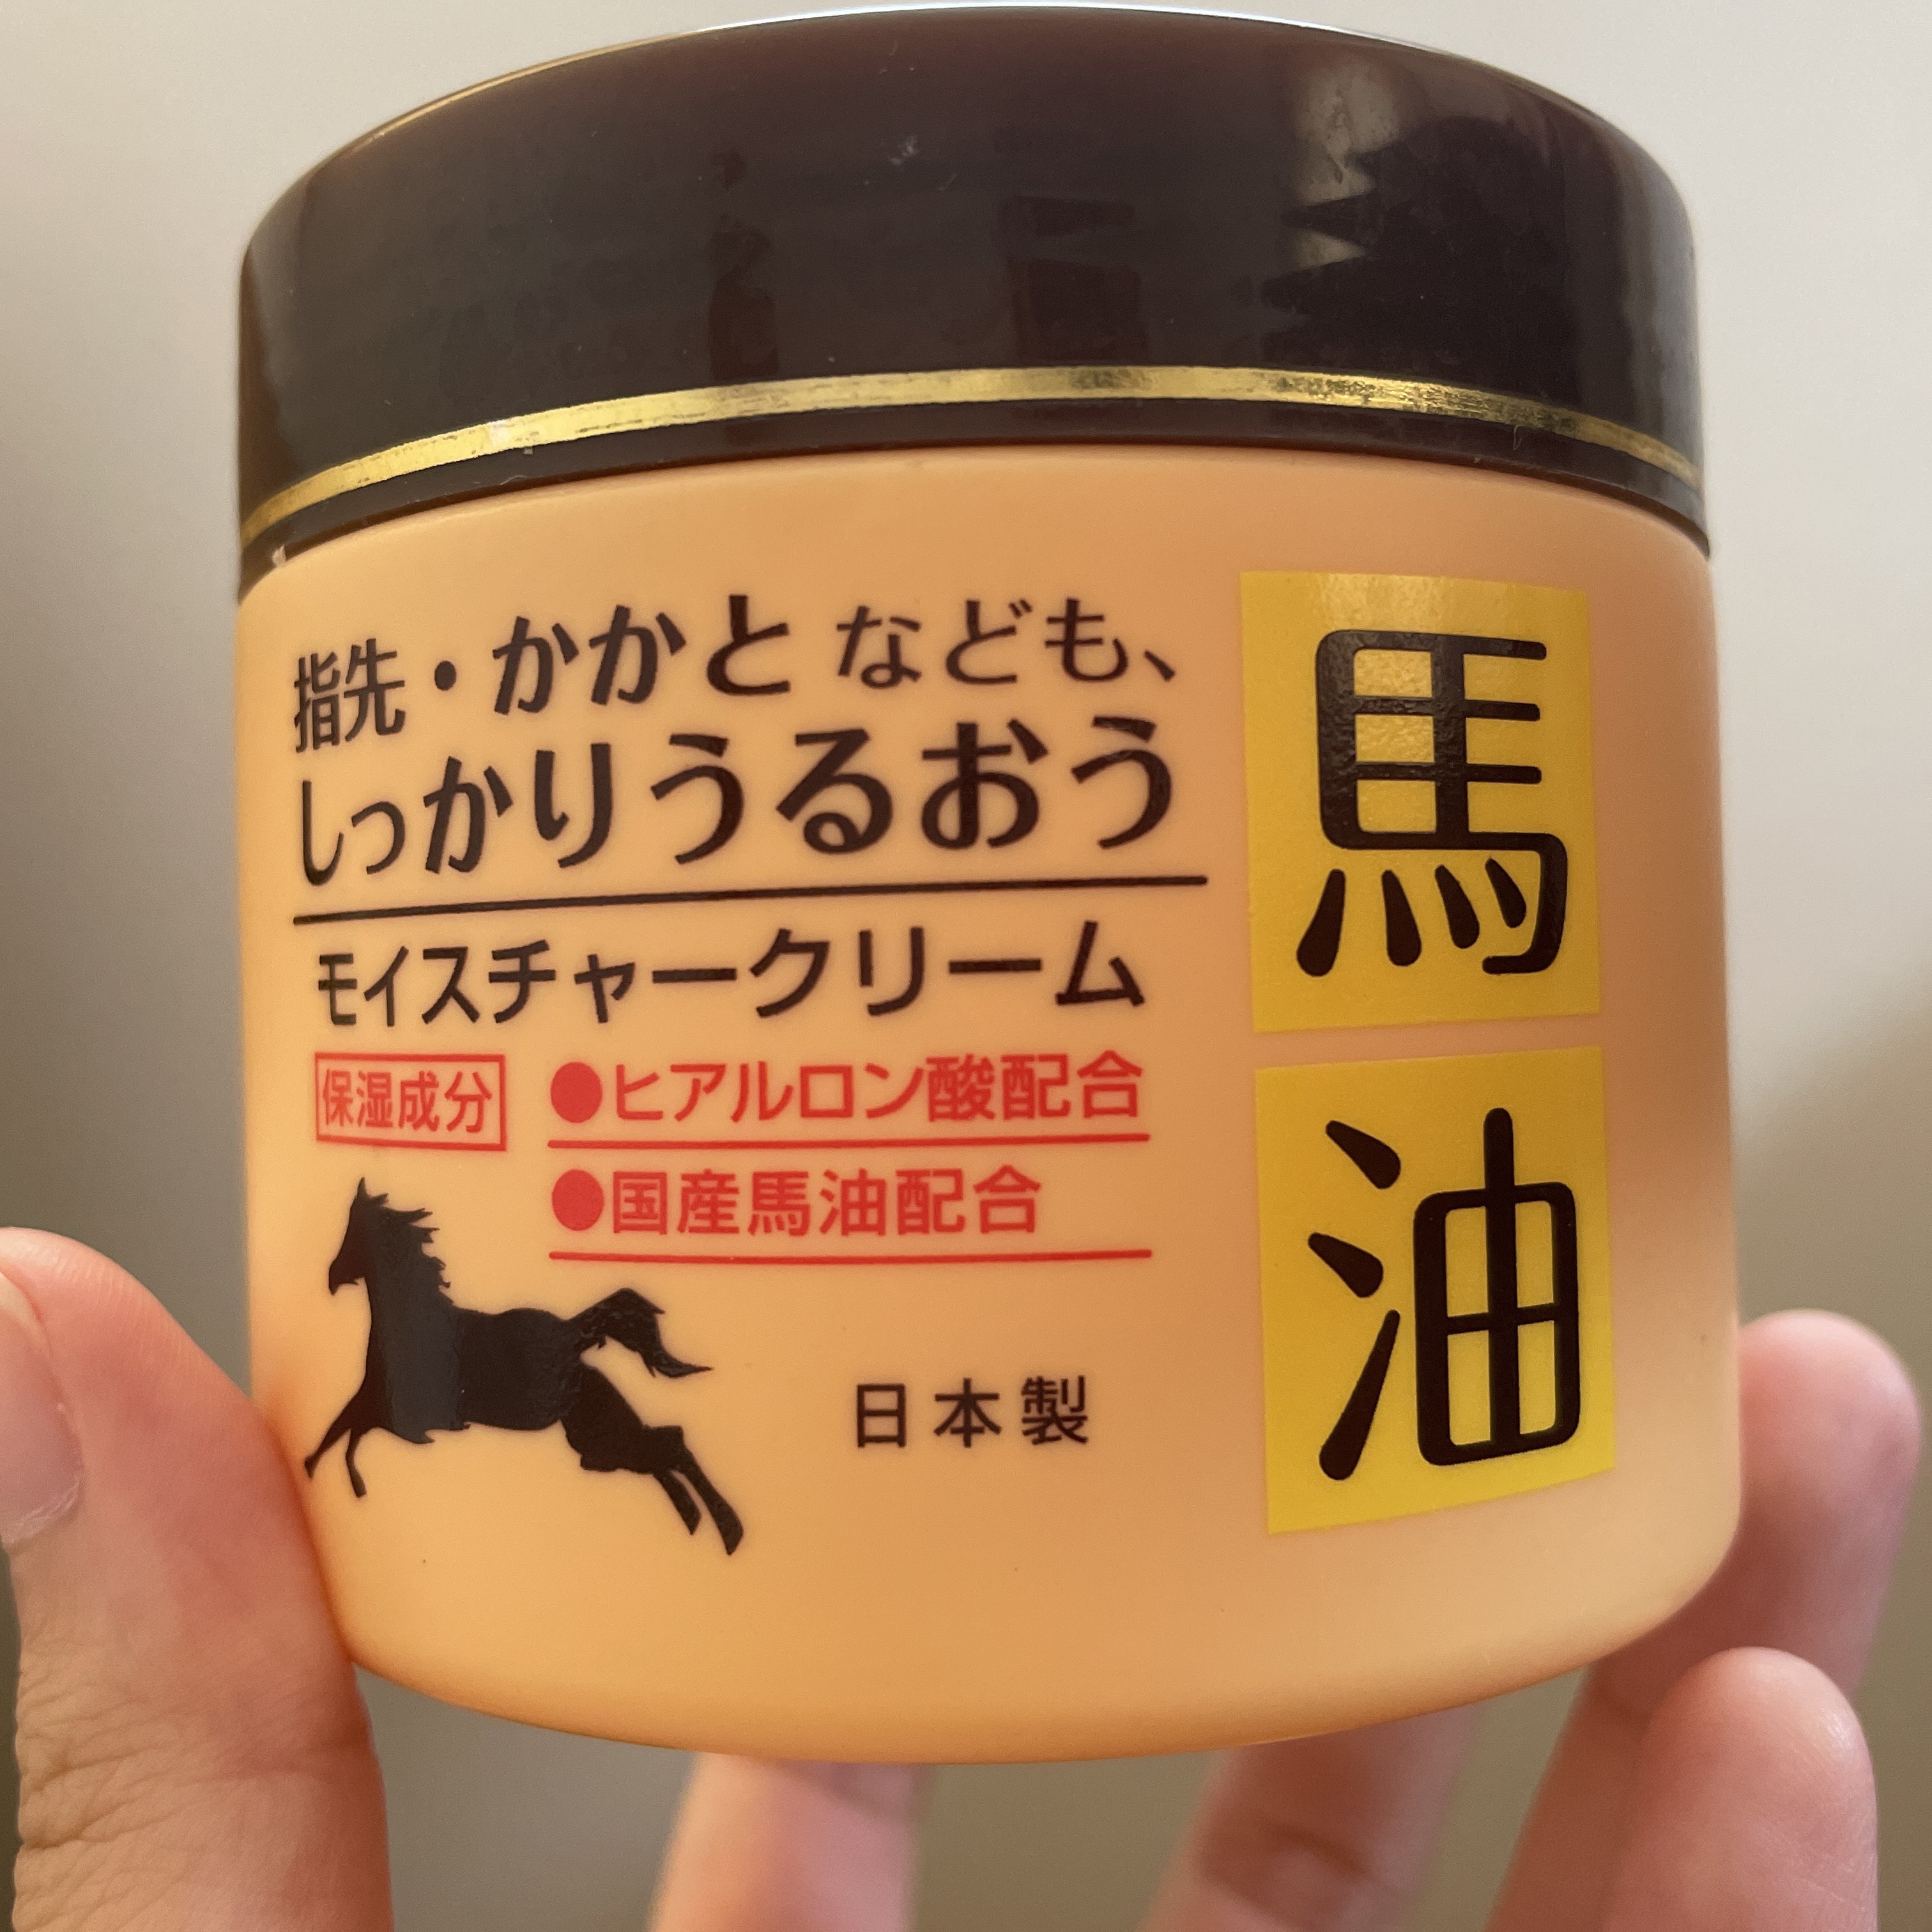 指先・かかとなども、
しっかりうるおう
モイスチャークリーム
保湿成分
●ヒアルロン酸配合
●国産馬油配合
日本製
馬油